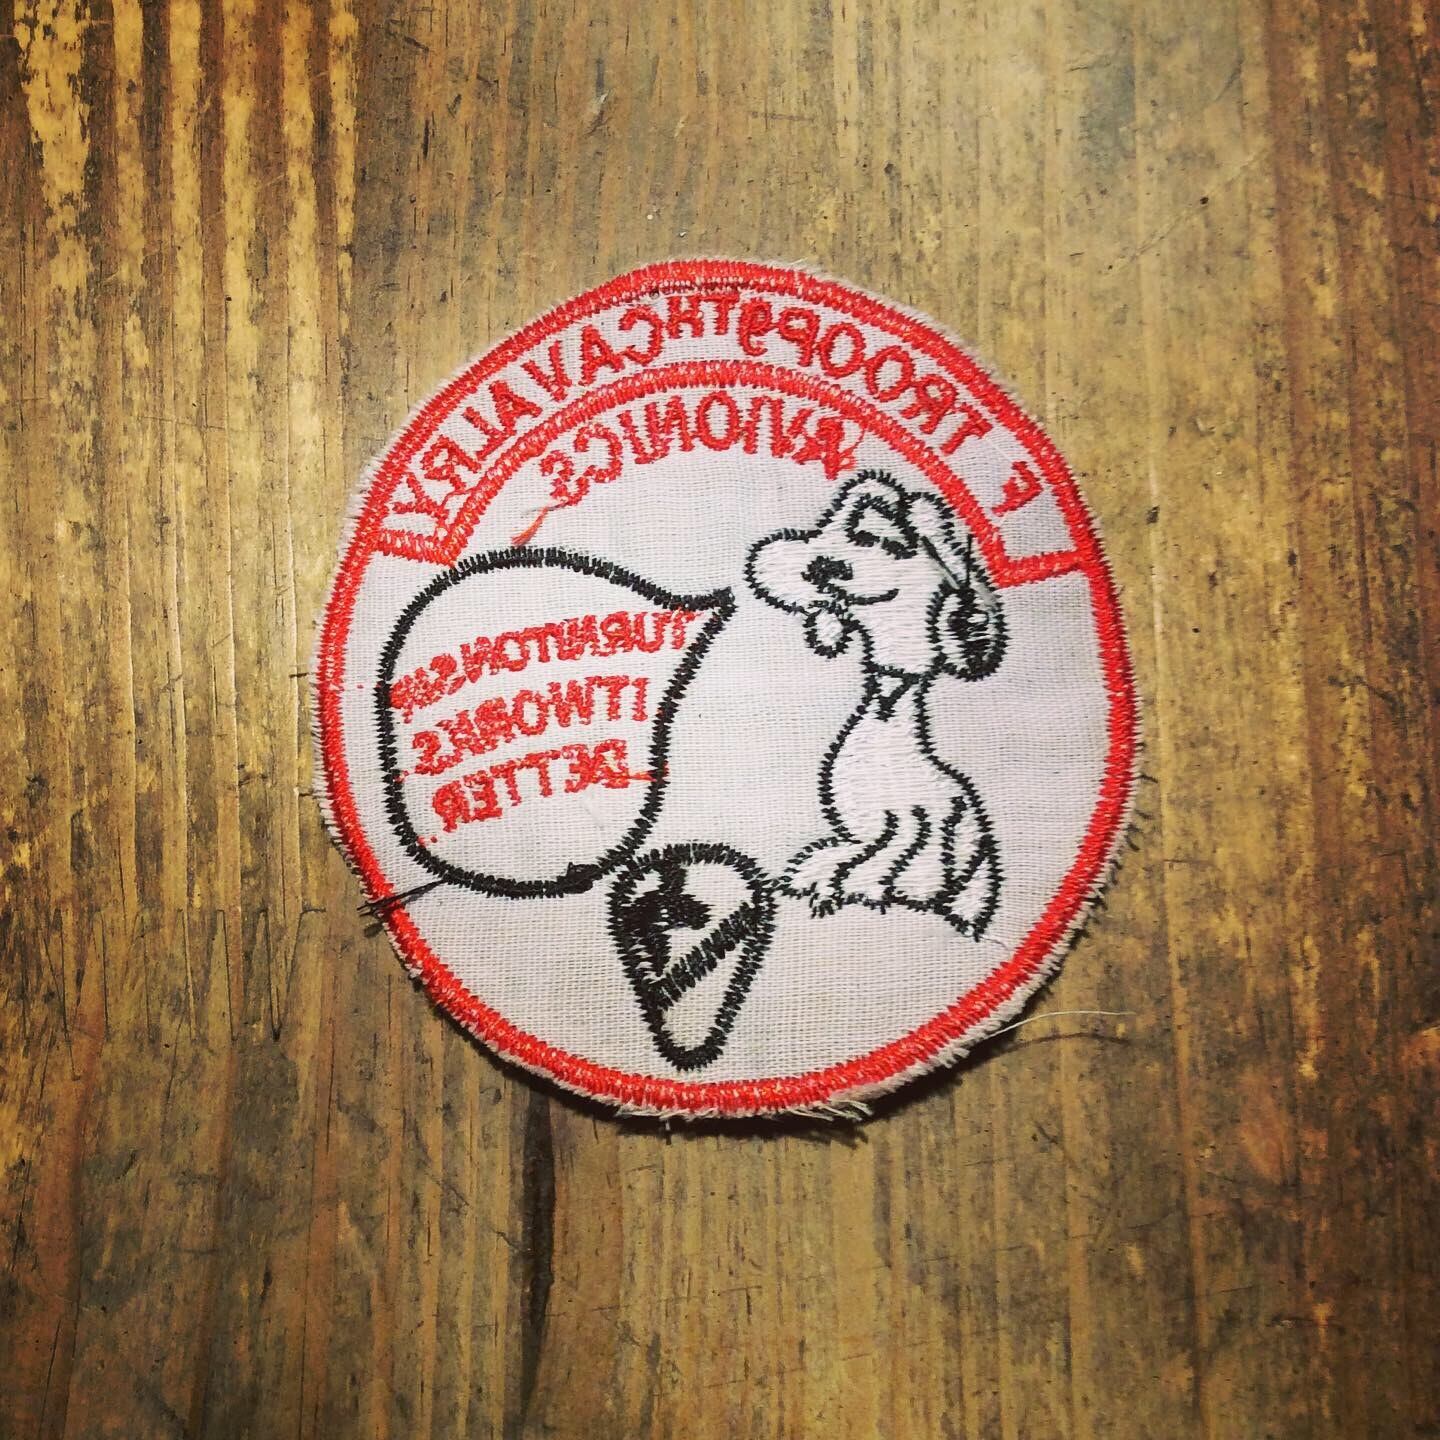 F TROOP 9TH CAVALRY
AVIONICS
TURN IT ON SIR
IT WORKS
BETTER